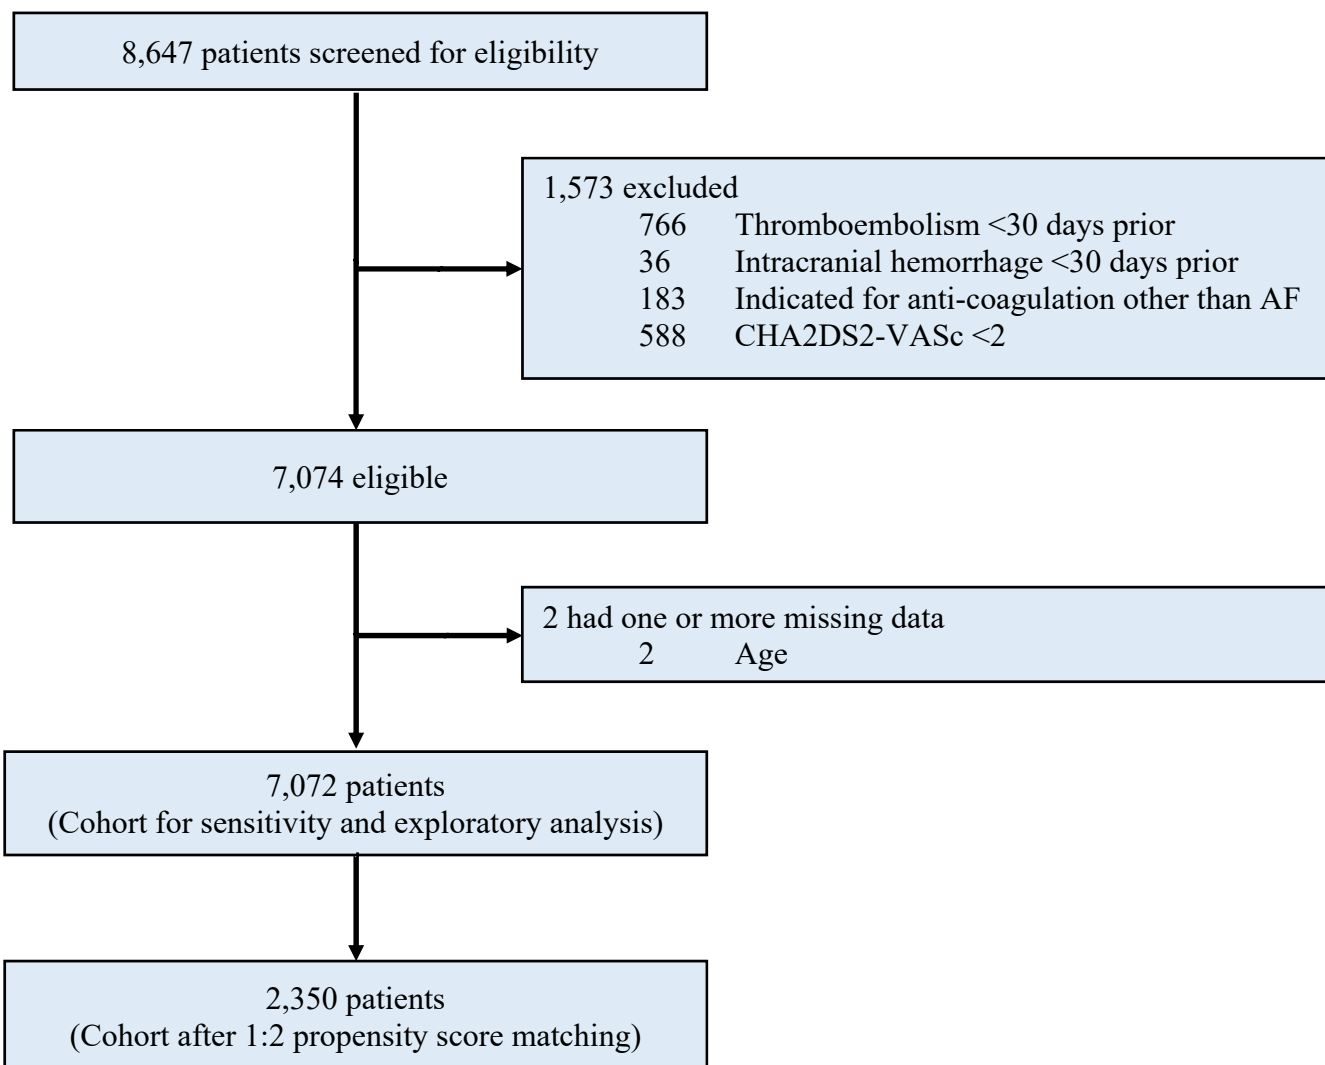 8,647 patients screened for eligibility
1,573 excluded
766 Thromboembolism <30 days prior
36 Intracranial hemorrhage <30 days prior
183 Indicated for anti-coagulation other than AF
588 CHA2DS2-VASc <2
7,074 eligible
2 had one or more missing data
2 Age
7,072 patients
(Cohort for sensitivity and exploratory analysis)
2,350 patients
(Cohort after 1:2 propensity score matching)